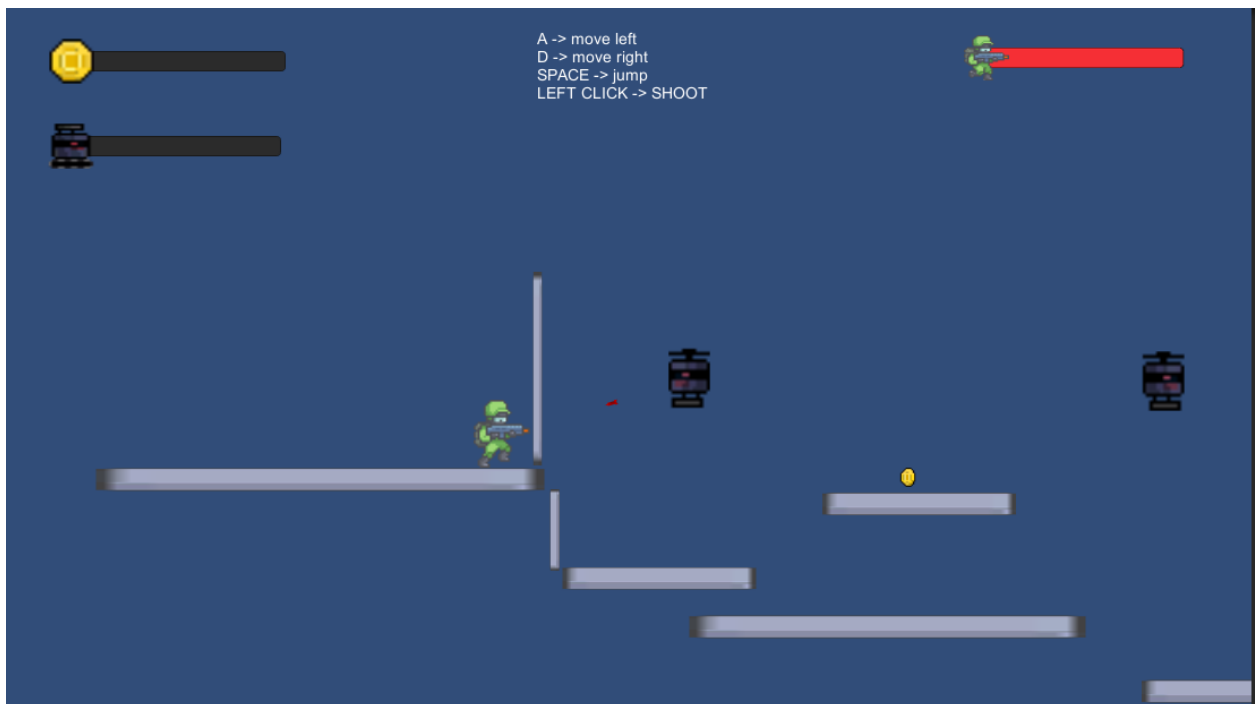 A -> move left
D -> move right
SPACE -> jump
LEFT CLICK -> SHOOT